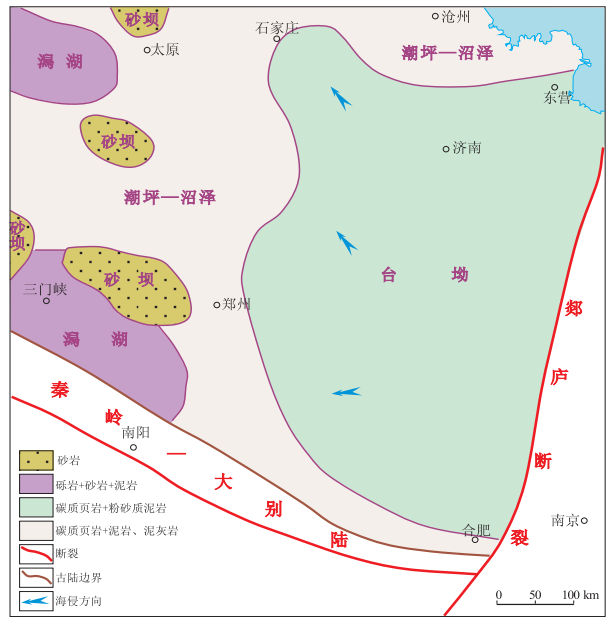 砂坝
沧州
石家庄
太原
潮坪—沼泽
潟 湖
东营
砂坝
济南
潮坪—沼泽
砂坝
台 坳
砂 坝
三门峡
郑州
郯庐断裂
潟 湖
秦岭—大别陆
南阳
砂岩
砾岩+砂岩+泥岩
碳质页岩+粉砂质泥岩
碳质页岩+泥岩、泥灰岩
断裂
古陆边界
海侵方向
合肥
南京
0 50 100 km